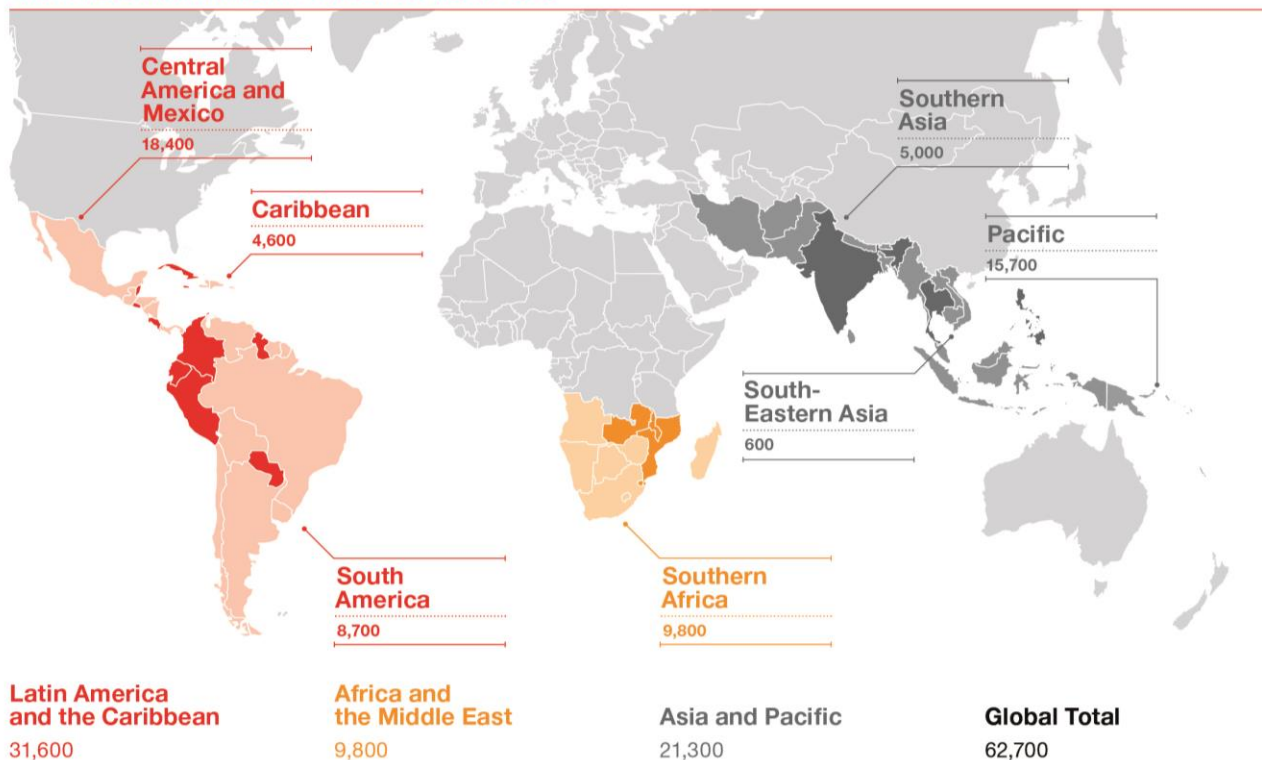 Central
America and
Mexico
18,400
Caribbean
4,600
Southern
Asia
5,000
Pacific
15,700
South-
Eastern Asia
600
South
America
8,700
Southern
Africa
9,800
Latin America
and the Caribbean
31,600
Africa and
the Middle East
9,800
Asia and Pacific
21,300
Global Total
62,700